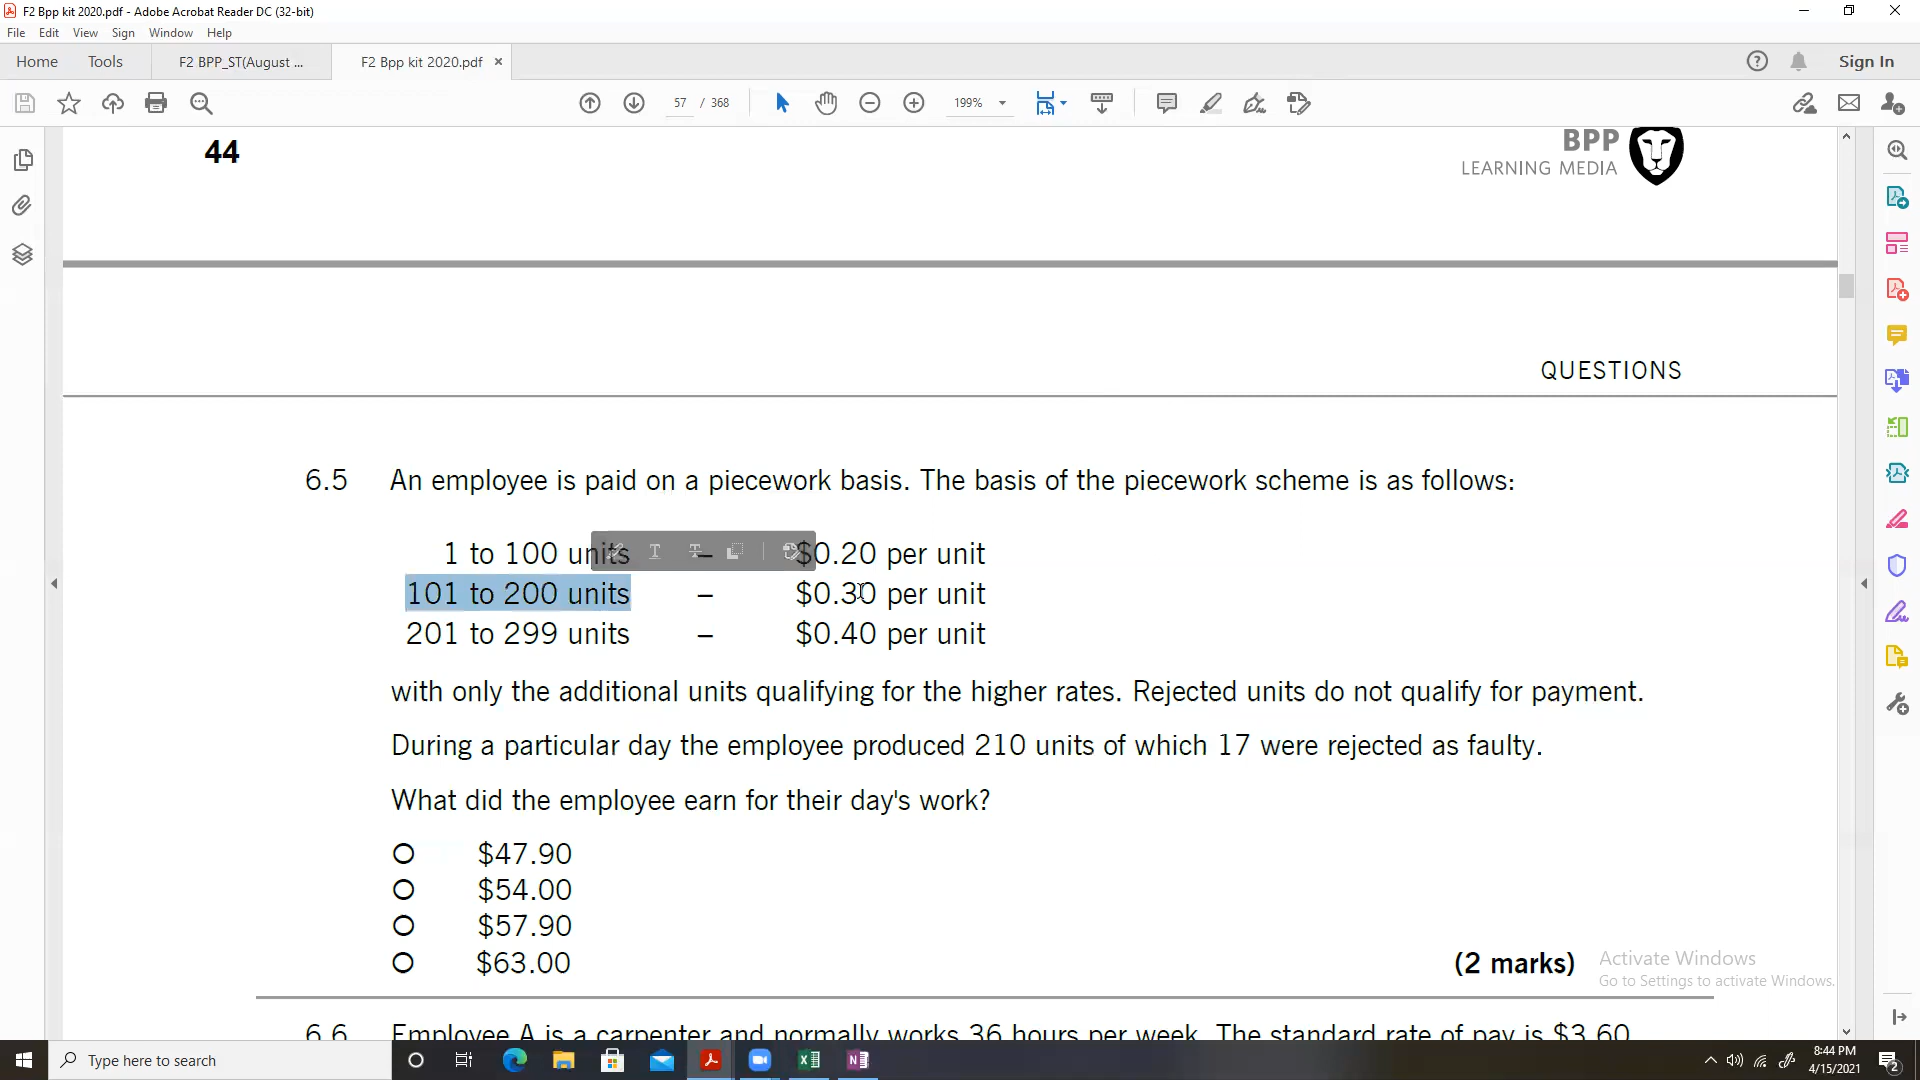 F2 Bpp kit 2020.pdf - Adobe Acrobat Reader DC (32-bit)
File Edit View Sign Window Help
Home Tools F2 BPP_ST(August ... F2 Bpp kit 2020.pdf × Sign In
57 / 368 199%
44
BPP
LEARNING MEDIA
QUESTIONS
6.5 An employee is paid on a piecework basis. The basis of the piecework scheme is as follows:
1 to 100 units – $0.20 per unit
101 to 200 units – $0.30 per unit
201 to 299 units – $0.40 per unit
with only the additional units qualifying for the higher rates. Rejected units do not qualify for payment.
During a particular day the employee produced 210 units of which 17 were rejected as faulty.
What did the employee earn for their day's work?
$47.90
$54.00
$57.90
$63.00
(2 marks)
Activate Windows
Go to Settings to activate Windows.
6.6 Employee A is a carpenter and normally works 36 hours per week. The standard rate of pay is $3.60
Type here to search
8:44 PM
4/15/2021
2